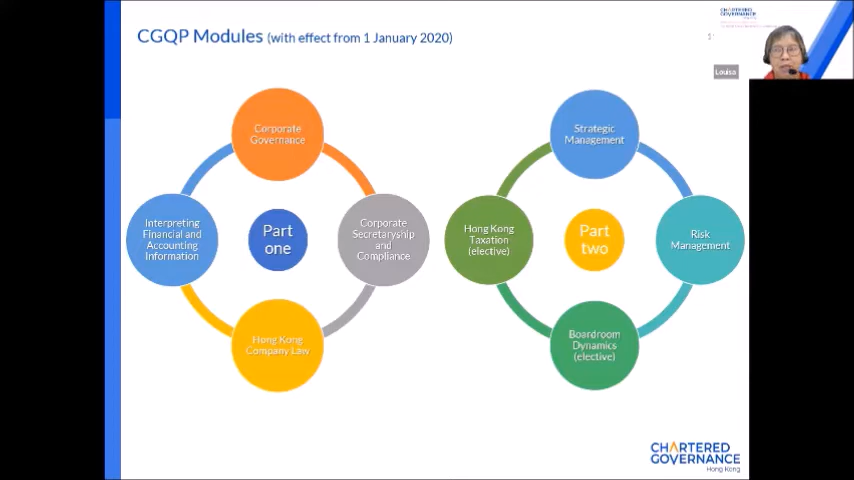 CGQP Modules (with effect from 1 January 2020)
CHARTERED
GOVERNANCE
Louisa
Corporate
Governance
Interpreting
Financial and
Accounting
Information
Part
one
Corporate
Secretaryship
and
Compliance
Hong Kong
Company Law
Strategic
Management
Hong Kong
Taxation
(elective)
Part
two
Risk
Management
Boardroom
Dynamics
(elective)
CHARTERED
GOVERNANCE
Hong Kong